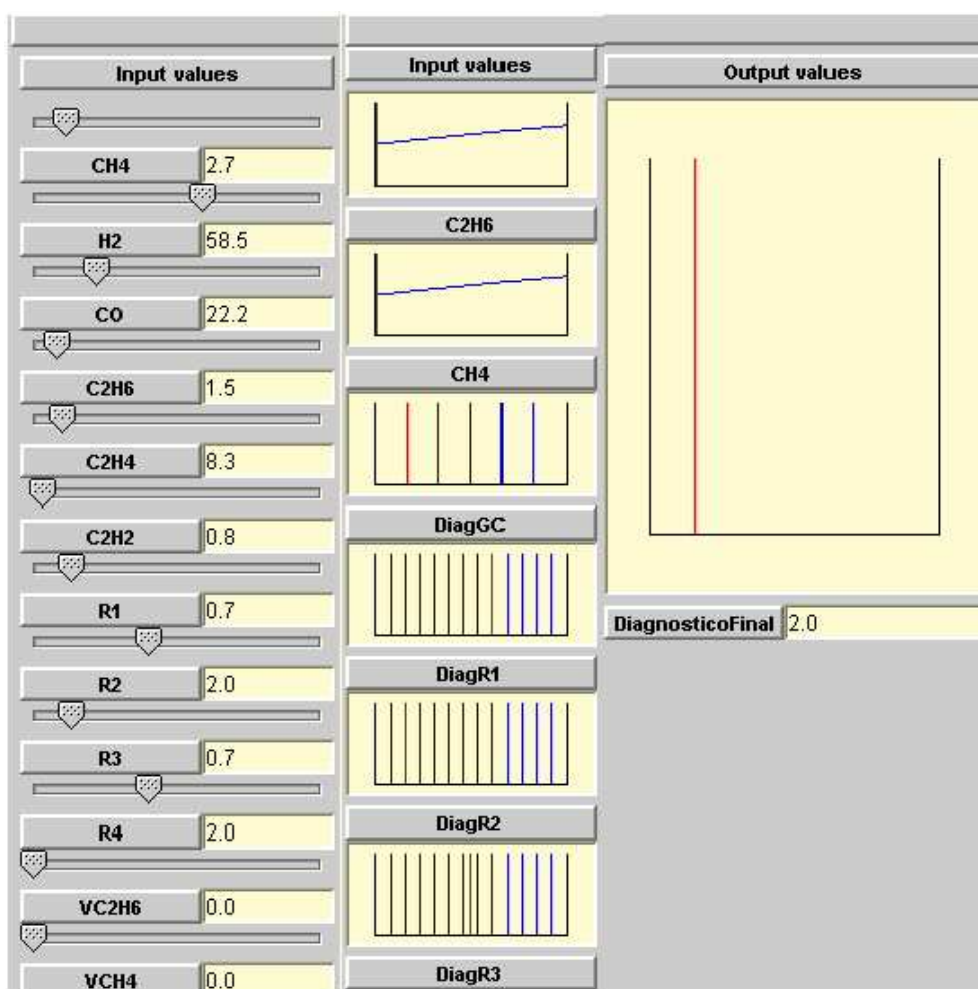 Input values
CH4 2.7
H2 58.5
CO 22.2
C2H6 1.5
C2H4 8.3
C2H2 0.8
R1 0.7
R2 2.0
R3 0.7
R4 2.0
VC2H6 0.0
VCH4 0.0
Input values
C2H6
CH4
DiagGC
DiagR1
DiagR2
DiagR3
Output values
DiagnosticoFinal 2.0